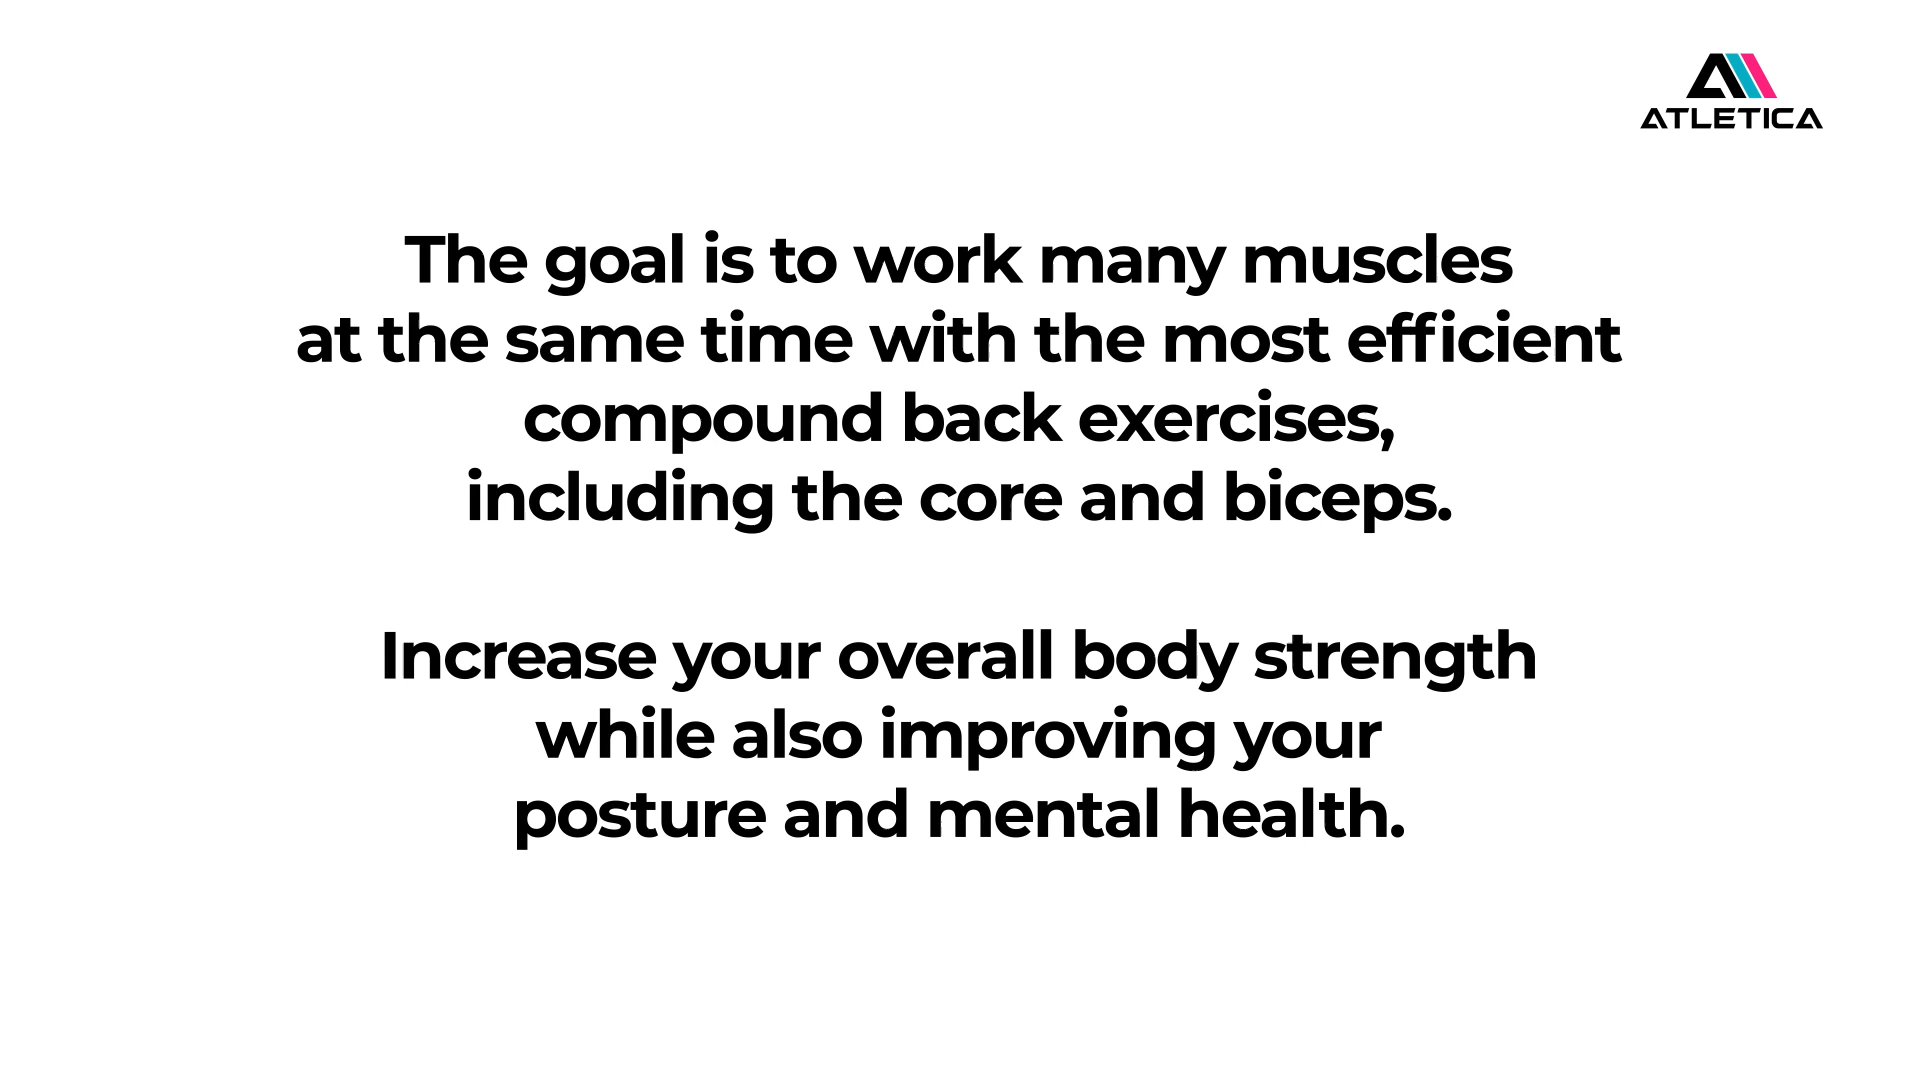 ATLETICA
The goal is to work many muscles
at the same time with the most efficient
compound back exercises,
including the core and biceps.
Increase your overall body strength
while also improving your
posture and mental health.